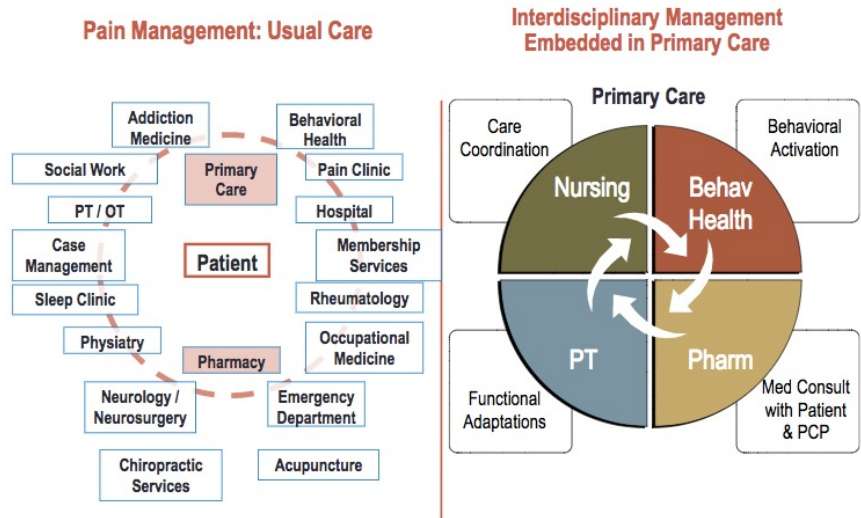 Pain Management: Usual Care
Addiction
Medicine
Behavioral
Health
Social Work
Primary
Care
Pain Clinic
PT / OT
Hospital
Case
Management
Patient
Membership
Services
Sleep Clinic
Rheumatology
Physiatry
Pharmacy
Occupational
Medicine
Neurology /
Neurosurgery
Emergency
Department
Chiropractic
Services
Acupuncture
Interdisciplinary Management
Embedded in Primary Care
Primary Care
Care
Coordination
Behavioral
Activation
Nursing
Behav
Health
PT
Pharm
Functional
Adaptations
Med Consult
with Patient
& PCP